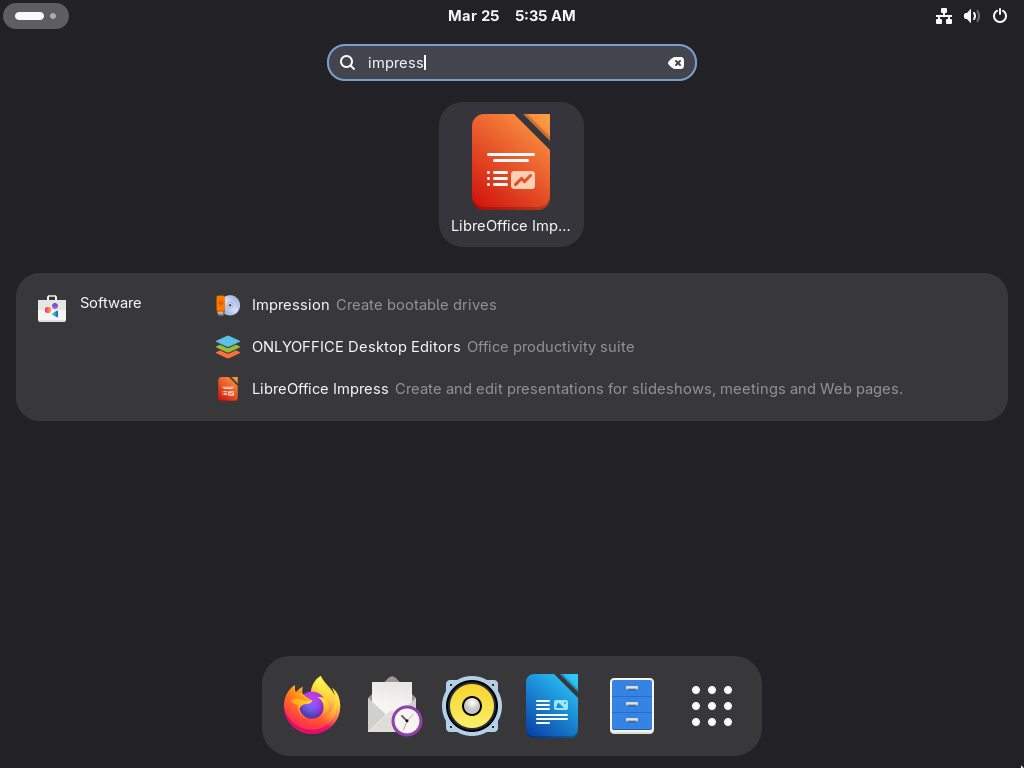 Mar 25 5:35 AM
impress
LibreOffice Imp...
Software
Impression Create bootable drives
ONLYOFFICE Desktop Editors Office productivity suite
LibreOffice Impress Create and edit presentations for slideshows, meetings and Web pages.